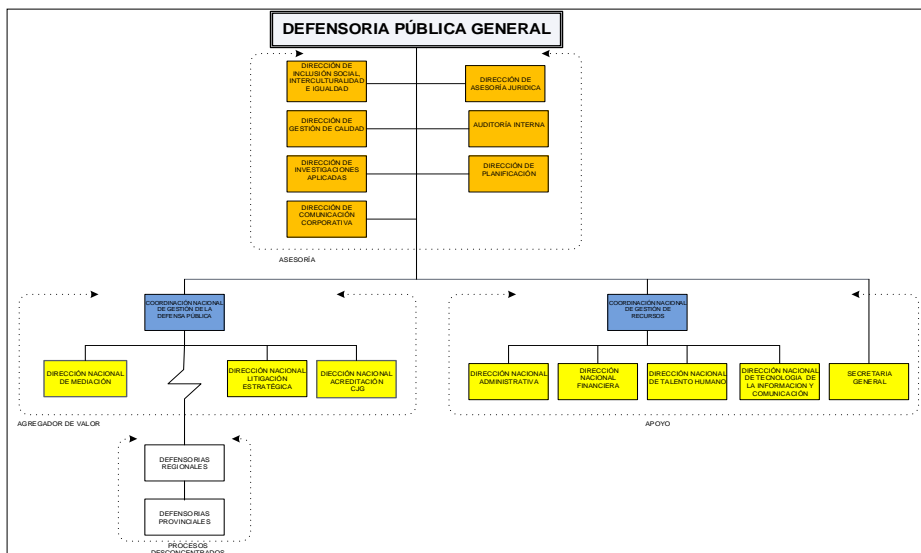 DEFENSORIA PÚBLICA GENERAL
DIRECCIÓN DE
INCLUSIÓN SOCIAL,
INTERCULTURALIDAD
E IGUALDAD
DIRECCIÓN DE
ASESORÍA JURIDICA
DIRECCIÓN DE
GESTIÓN DE CALIDAD
AUDITORÍA INTERNA
DIRECCIÓN DE
INVESTIGACIONES
APLICADAS
DIRECCIÓN DE
PLANIFICACIÓN
DIRECCIÓN DE
COMUNICACIÓN
CORPORATIVA
ASESORÍA
COORDINACIÓN NACIONAL
DE GESTIÓN DE LA
DEFENSA PÚBLICA
COORDINACIÓN NACIONAL
DE GESTIÓN DE
RECURSOS
DIRECCIÓN NACIONAL
DE MEDIACIÓN
DIRECCIÓN NACIONAL
LITIGACIÓN
ESTRATÉGICA
DIECCIÓN NACIONAL
ACREDITACIÓN
CJG
DIRECCIÓN NACIONAL
ADMINISTRATIVA
DIRECCIÓN
NACIONAL
FINANCIERA
DIRECCIÓN NACIONAL
DE TALENTO HUMANO
DIRECCIÓN NACIONAL
DE TECNOLOGIA DE
LA INFORMACION Y
COMUNICACIÓN
SECRETARIA
GENERAL
AGREGADOR DE VALOR
APOYO
DEFENSORIAS
REGIONALES
DEFENSORIAS
PROVINCIALES
PROCESOS
DESCONCENTRADOS